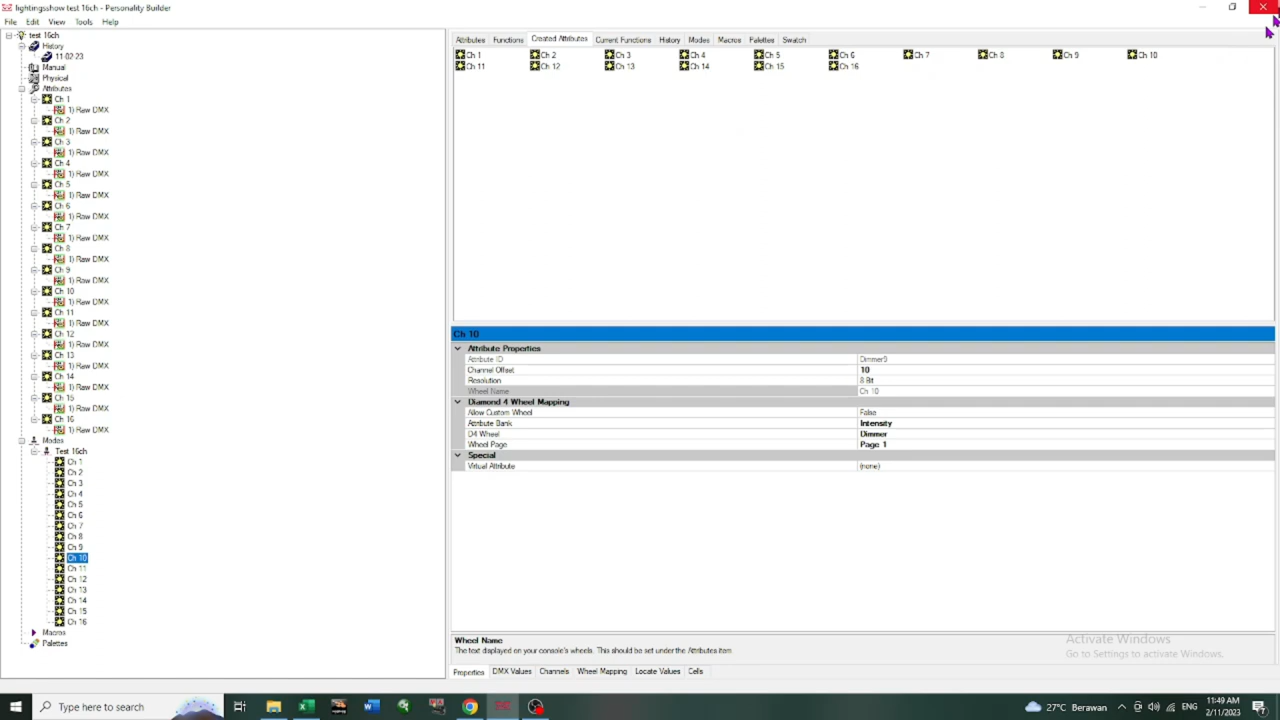 lightingsshow test 16ch - Personality Builder
File Edit View Tools Help
test 16ch
History
11-02-23
Manual
Physical
Attributes
Ch 1
1) Raw DMX
Ch 2
1) Raw DMX
Ch 3
1) Raw DMX
Ch 4
1) Raw DMX
Ch 5
1) Raw DMX
Ch 6
1) Raw DMX
Ch 7
1) Raw DMX
Ch 8
1) Raw DMX
Ch 9
1) Raw DMX
Ch 10
1) Raw DMX
Ch 11
1) Raw DMX
Ch 12
1) Raw DMX
Ch 13
1) Raw DMX
Ch 14
1) Raw DMX
Ch 15
1) Raw DMX
Ch 16
1) Raw DMX
Modes
Test 16ch
Ch 1
Ch 2
Ch 3
Ch 4
Ch 5
Ch 6
Ch 7
Ch 8
Ch 9
Ch 10
Ch 11
Ch 12
Ch 13
Ch 14
Ch 15
Ch 16
Macros
Palettes
Attributes Functions Created Attributes Current Functions History Modes Macros Palettes Swatch
Ch 1 Ch 2 Ch 3 Ch 4 Ch 5 Ch 6 Ch 7 Ch 8 Ch 9 Ch 10
Ch 11 Ch 12 Ch 13 Ch 14 Ch 15 Ch 16
Ch 10
Attribute Properties
Attribute ID Dimmer9
Channel Offset 10
Resolution 8 Bit
Wheel Name Ch 10
Diamond 4 Wheel Mapping
Allow Custom Wheel False
Attribute Bank Intensity
D4 Wheel Dimmer
Wheel Page Page 1
Special
Virtual Attribute (none)
Wheel Name
The text displayed on your console's wheels. This should be set under the Attributes item.
Activate Windows
Go to Settings to activate Windows.
Properties DMX Values Channels Wheel Mapping Locate Values Cells
Type here to search
27°C Berawan
ENG
11:49 AM
2/11/2023